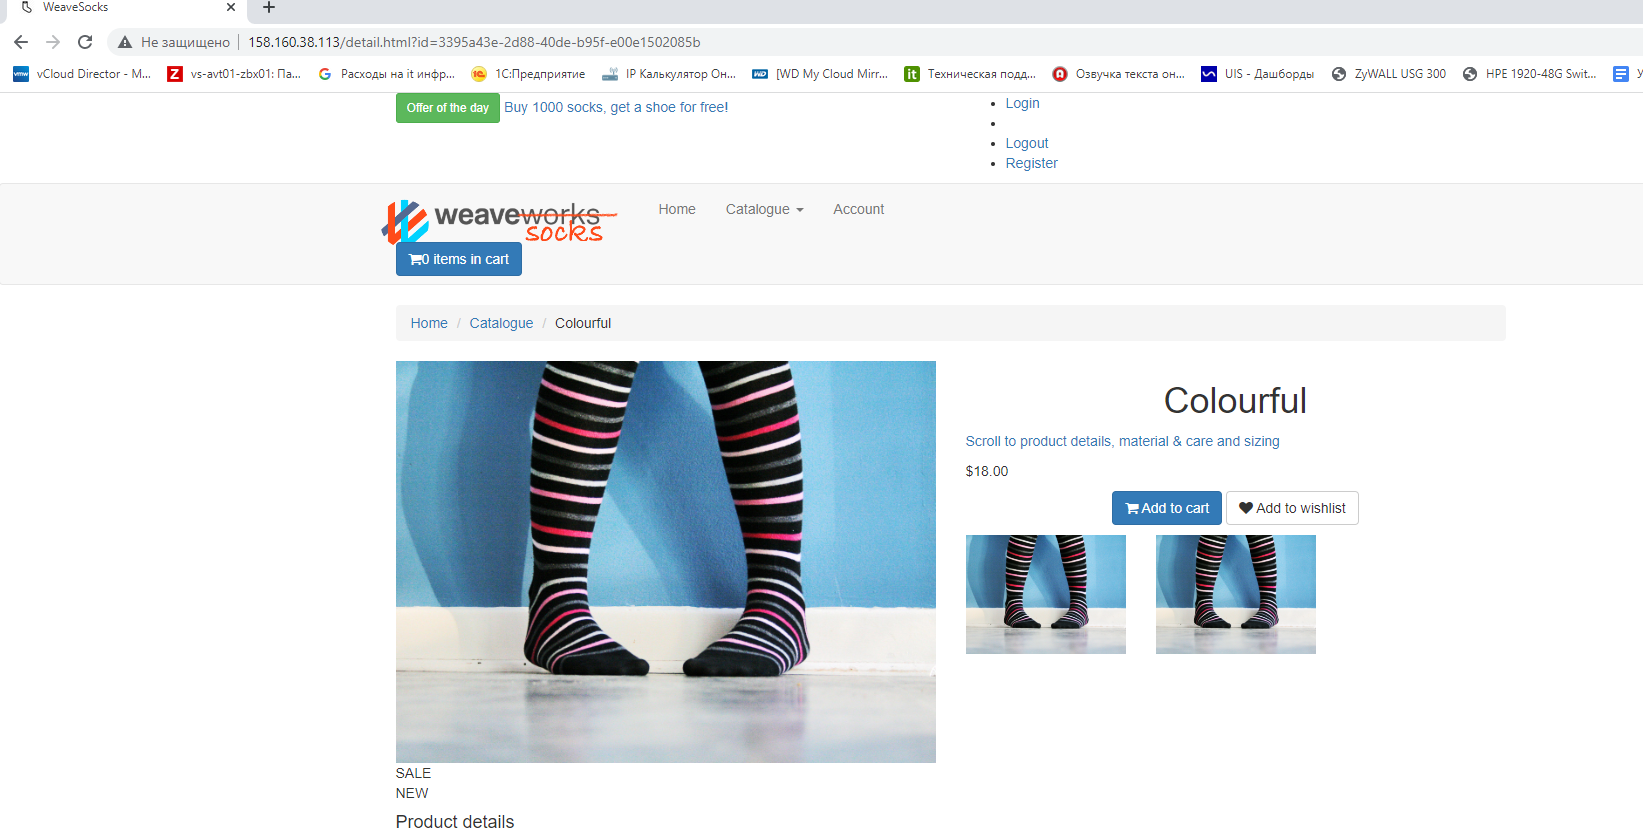 WeaveSocks
Не защищено 158.160.38.113/detail.html?id=3395a43e-2d88-40de-b95f-e00e1502085b
vmw vCloud Director - M... Z vs-avt01-zbx01: Па... G Расходы на it инфр... 1С:Предприятие IP Калькулятор Он... WD [WD My Cloud Mirr... it Техническая подд... Озвучка текста он... UIS - Дашборды ZyWALL USG 300 HPE 1920-48G Swit...
Offer of the day Buy 1000 socks, get a shoe for free!
Login
Logout
Register
weaveworks
socks
Home Catalogue Account
0 items in cart
Home / Catalogue / Colourful
Colourful
Scroll to product details, material & care and sizing
$18.00
Add to cart Add to wishlist
SALE
NEW
Product details